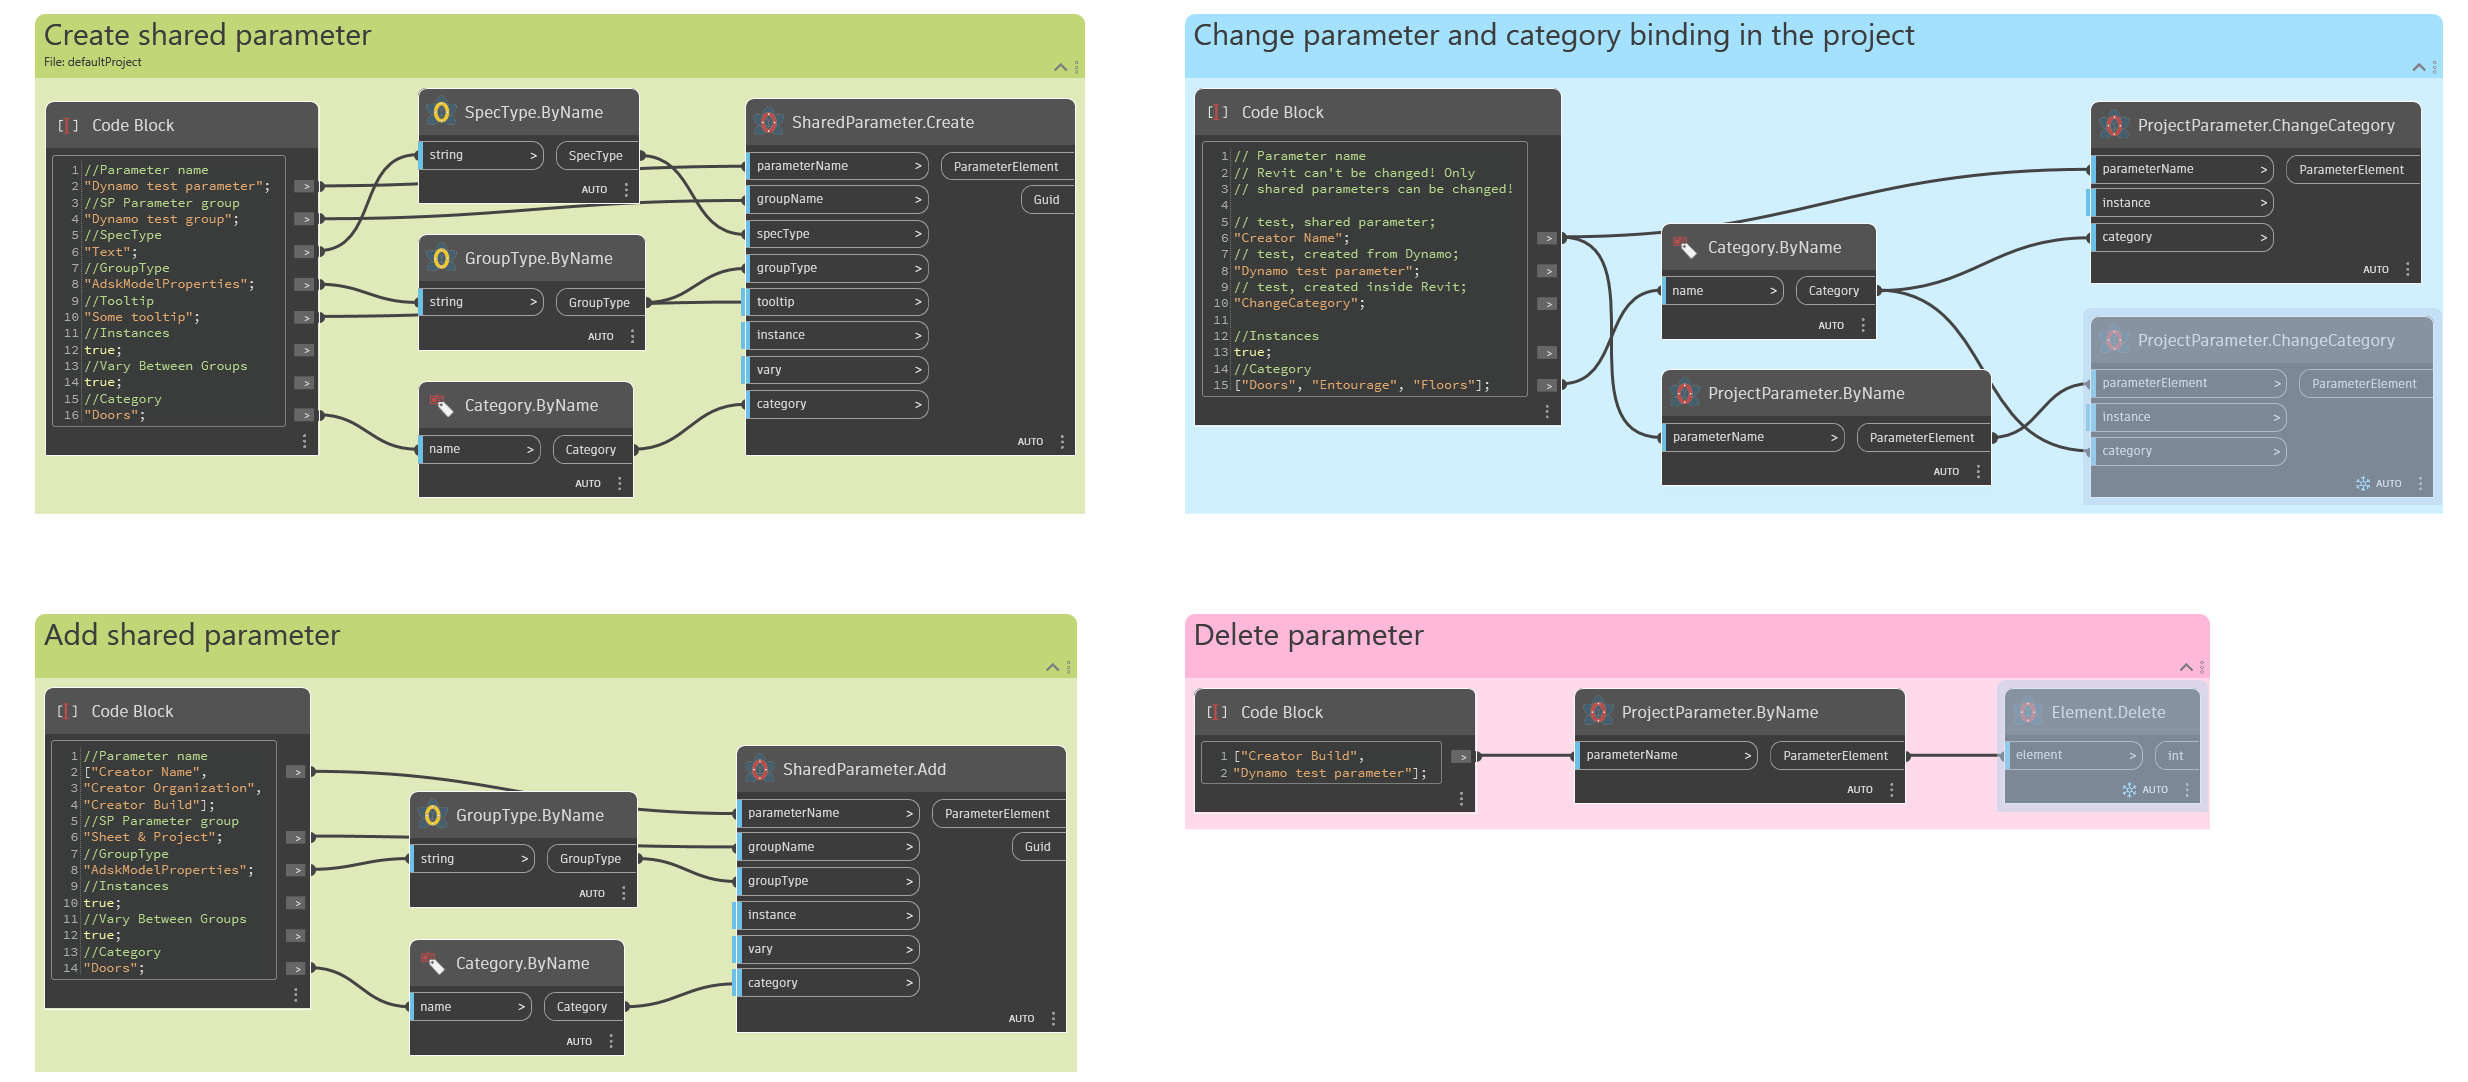 Create shared parameter
File: defaultProject
Code Block
1 //Parameter name
2 "Dynamo test parameter";
3 //SP Parameter group
4 "Dynamo test group";
5 //SpecType
6 "Text";
7 //GroupType
8 "AdskModelProperties";
9 //Tooltip
10 "Some tooltip";
11 //Instances
12 true;
13 //Vary Between Groups
14 true;
15 //Category
16 "Doors";
SpecType.ByName
string > SpecType
AUTO
GroupType.ByName
string > GroupType
AUTO
Category.ByName
name > Category
AUTO
SharedParameter.Create
parameterName > ParameterElement
groupName > Guid
specType >
groupType >
tooltip >
instance >
vary >
category >
AUTO
Change parameter and category binding in the project
Code Block
1 // Parameter name
2 // Revit can't be changed! Only
3 // shared parameters can be changed!
4
5 // test, shared parameter;
6 "Creator Name";
7 // test, created from Dynamo;
8 "Dynamo test parameter";
9 // test, created inside Revit;
10 "ChangeCategory";
11
12 //Instances
13 true;
14 //Category
15 ["Doors", "Entourage", "Floors"];
Category.ByName
name > Category
AUTO
ProjectParameter.ByName
parameterName > ParameterElement
AUTO
ProjectParameter.ChangeCategory
parameterName > ParameterElement
instance >
category >
AUTO
ProjectParameter.ChangeCategory
parameterElement > ParameterElement
instance >
category >
AUTO
Add shared parameter
Code Block
1 //Parameter name
2 ["Creator Name",
3 "Creator Organization",
4 "Creator Build"];
5 //SP Parameter group
6 "Sheet & Project";
7 //GroupType
8 "AdskModelProperties";
9 //Instances
10 true;
11 //Vary Between Groups
12 true;
13 //Category
14 "Doors";
GroupType.ByName
string > GroupType
AUTO
Category.ByName
name > Category
AUTO
SharedParameter.Add
parameterName > ParameterElement
groupName > Guid
groupType >
instance >
vary >
category >
AUTO
Delete parameter
Code Block
1 ["Creator Build",
2 "Dynamo test parameter"];
ProjectParameter.ByName
parameterName > ParameterElement
AUTO
Element.Delete
element > int
AUTO